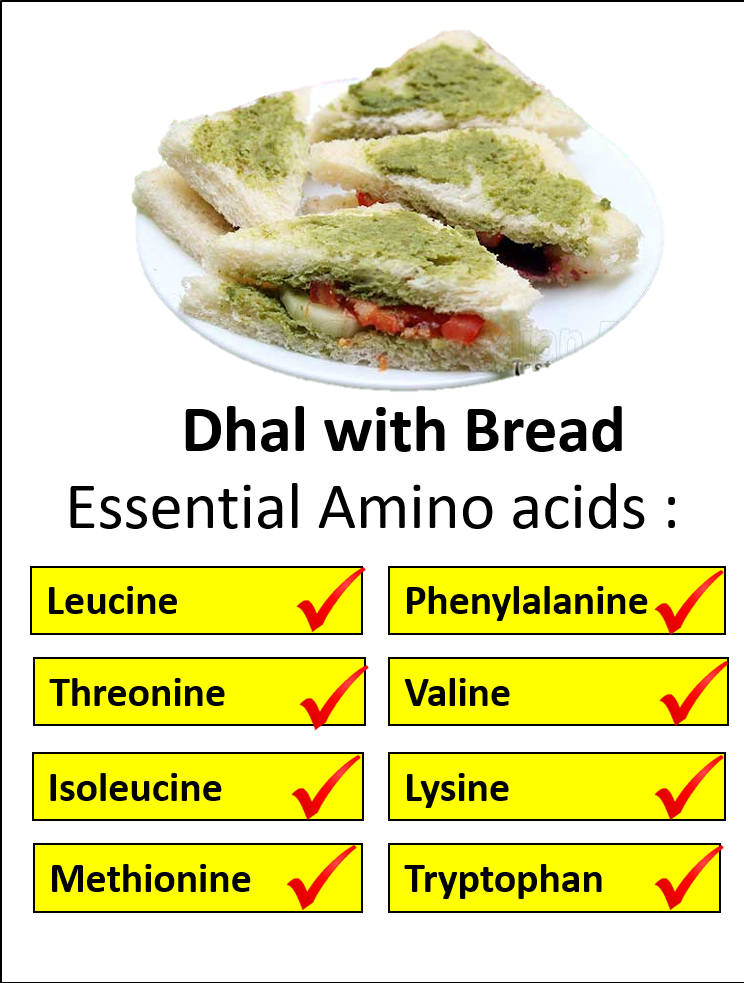 Dhal with Bread
Essential Amino acids :
Leucine
Phenylalanine
Threonine
Valine
Isoleucine
Lysine
Methionine
Tryptophan